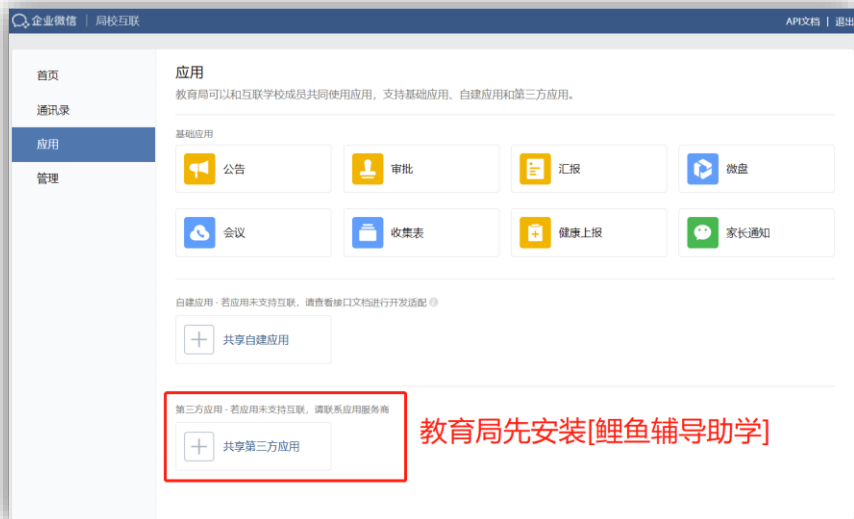 企业微信 | 局校互联
API文档 | 退出
首页
通讯录
应用
管理
应用
教育局可以和互联学校成员共同使用应用，支持基础应用、自建应用和第三方应用。
基础应用
公告
审批
汇报
微盘
会议
收集表
健康上报
家长通知
自建应用 · 若应用未支持互联，请查看接口文档进行开发适配
共享自建应用
第三方应用 · 若应用未支持互联，请联系应用服务商
共享第三方应用
教育局先安装[鲤鱼辅导助学]